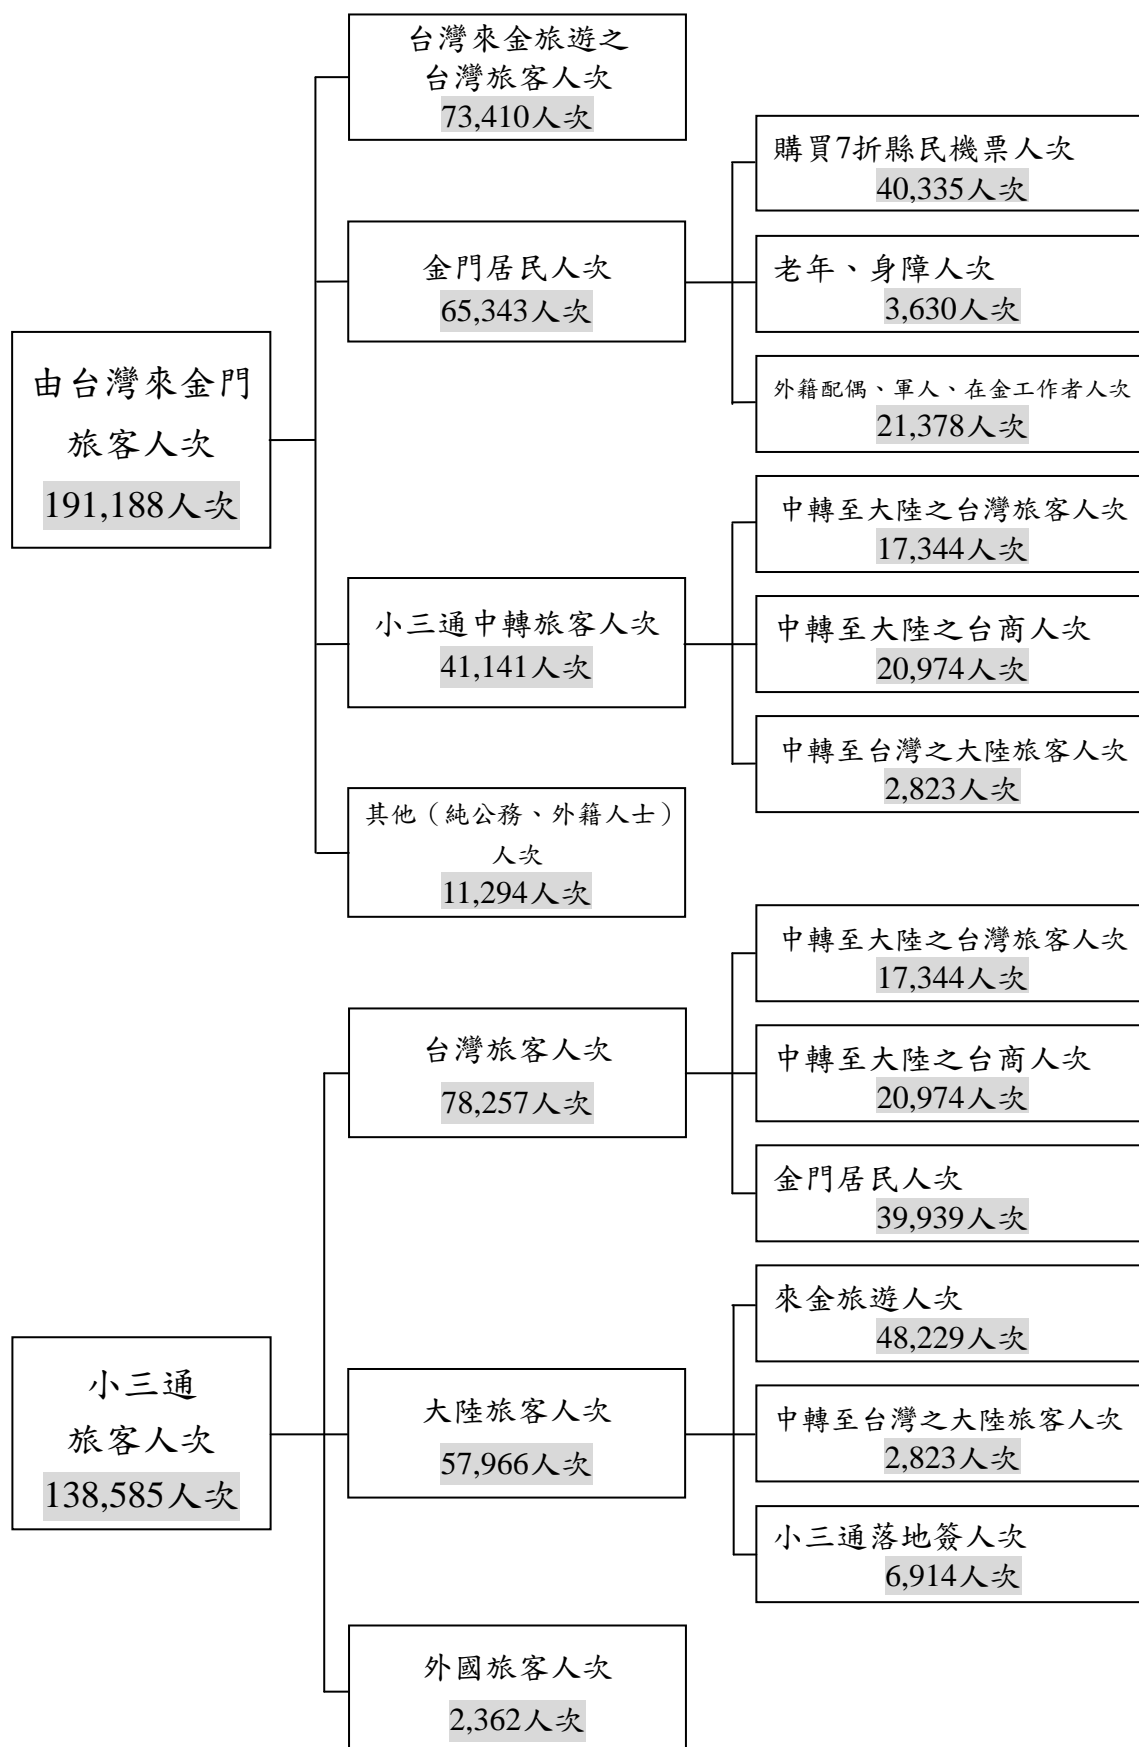 由台灣來金門
旅客人次
191,188人次
台灣來金旅遊之
台灣旅客人次
73,410人次
金門居民人次
65,343人次
購買7折縣民機票人次
40,335人次
老年、身障人次
3,630人次
外籍配偶、軍人、在金工作者人次
21,378人次
小三通中轉旅客人次
41,141人次
中轉至大陸之台灣旅客人次
17,344人次
中轉至大陸之台商人次
20,974人次
中轉至台灣之大陸旅客人次
2,823人次
其他（純公務、外籍人士）
人次
11,294人次
小三通
旅客人次
138,585人次
台灣旅客人次
78,257人次
中轉至大陸之台灣旅客人次
17,344人次
中轉至大陸之台商人次
20,974人次
金門居民人次
39,939人次
大陸旅客人次
57,966人次
來金旅遊人次
48,229人次
中轉至台灣之大陸旅客人次
2,823人次
小三通落地簽人次
6,914人次
外國旅客人次
2,362人次